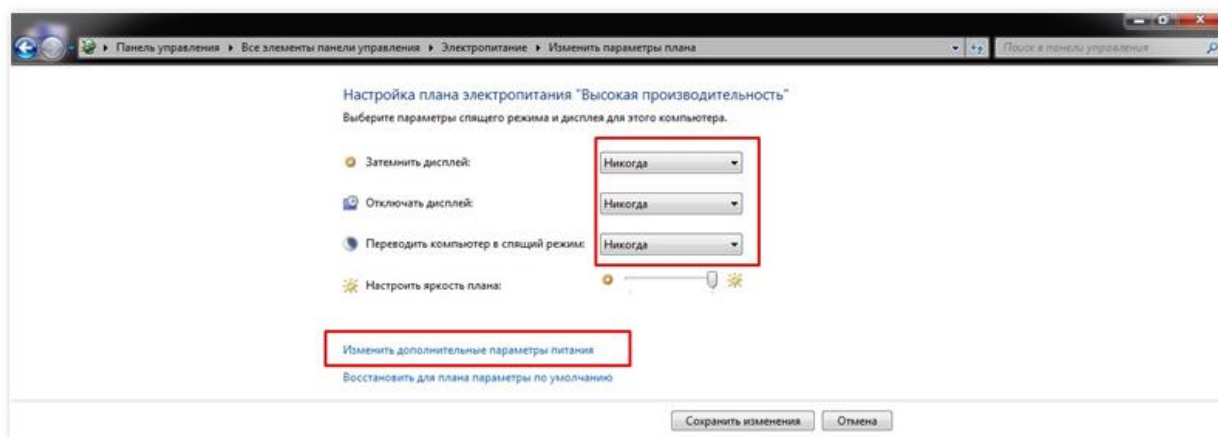 Панель управления ▸ Все элементы панели управления ▸ Электропитание ▸ Изменить параметры плана
Поиск в панели управления
Настройка плана электропитания "Высокая производительность"
Выберите параметры спящего режима и дисплея для этого компьютера.
Затемнить дисплей: Никогда
Отключать дисплей: Никогда
Переводить компьютер в спящий режим: Никогда
Настроить яркость плана:
Изменить дополнительные параметры питания
Восстановить для плана параметры по умолчанию
Сохранить изменения Отмена